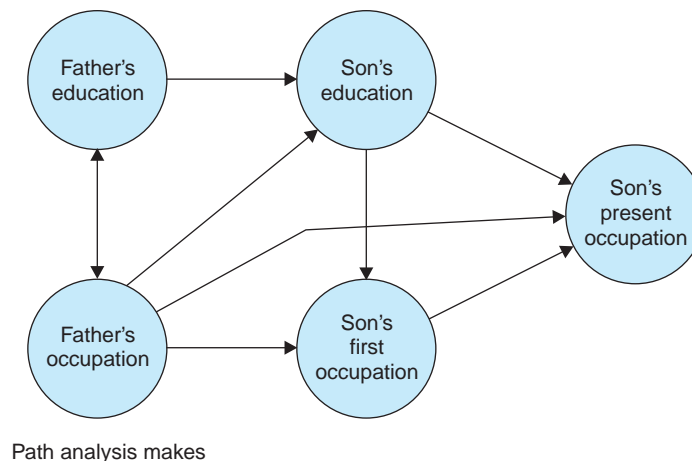 Father's
education
Son's
education
Son's
present
occupation
Father's
occupation
Son's
first
occupation
Path analysis makes